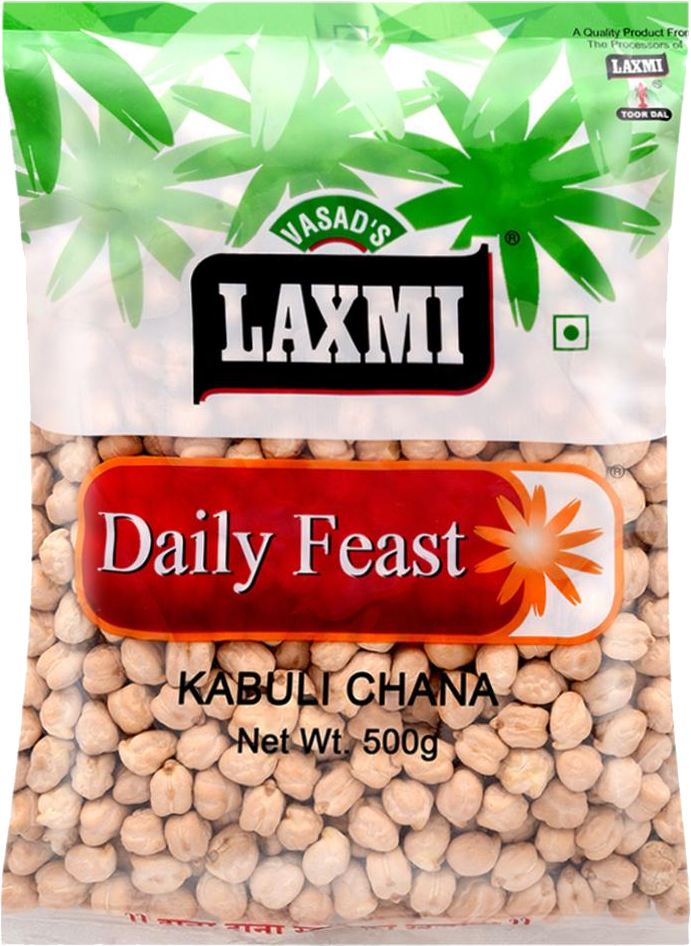 A Quality Product From
The Processors of
LAXMI
TOOR DAL
VASAD'S
LAXMI
®
Daily Feast
®
KABULI CHANA
Net Wt. 500g